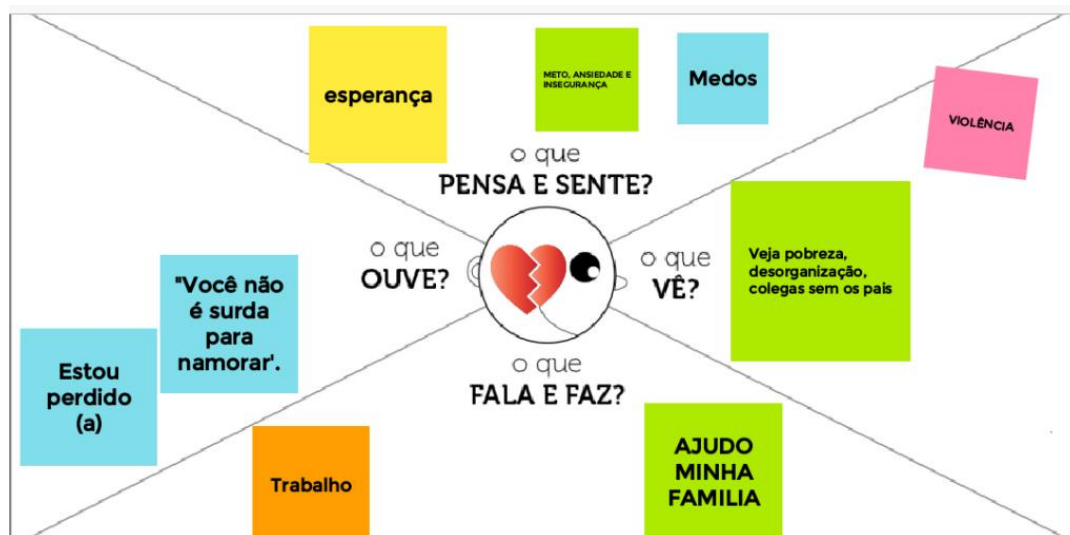 esperança
METO, ANSIEDADE E
INSEGURANÇA
Medos
VIOLÊNCIA
o que
PENSA E SENTE?
o que
OUVE?
o que
VÊ?
Veja pobreza,
desorganização,
colegas sem os pais
"Você não
é surda
para
namorar'.
Estou
perdido
(a)
o que
FALA E FAZ?
Trabalho
AJUDO
MINHA
FAMILIA